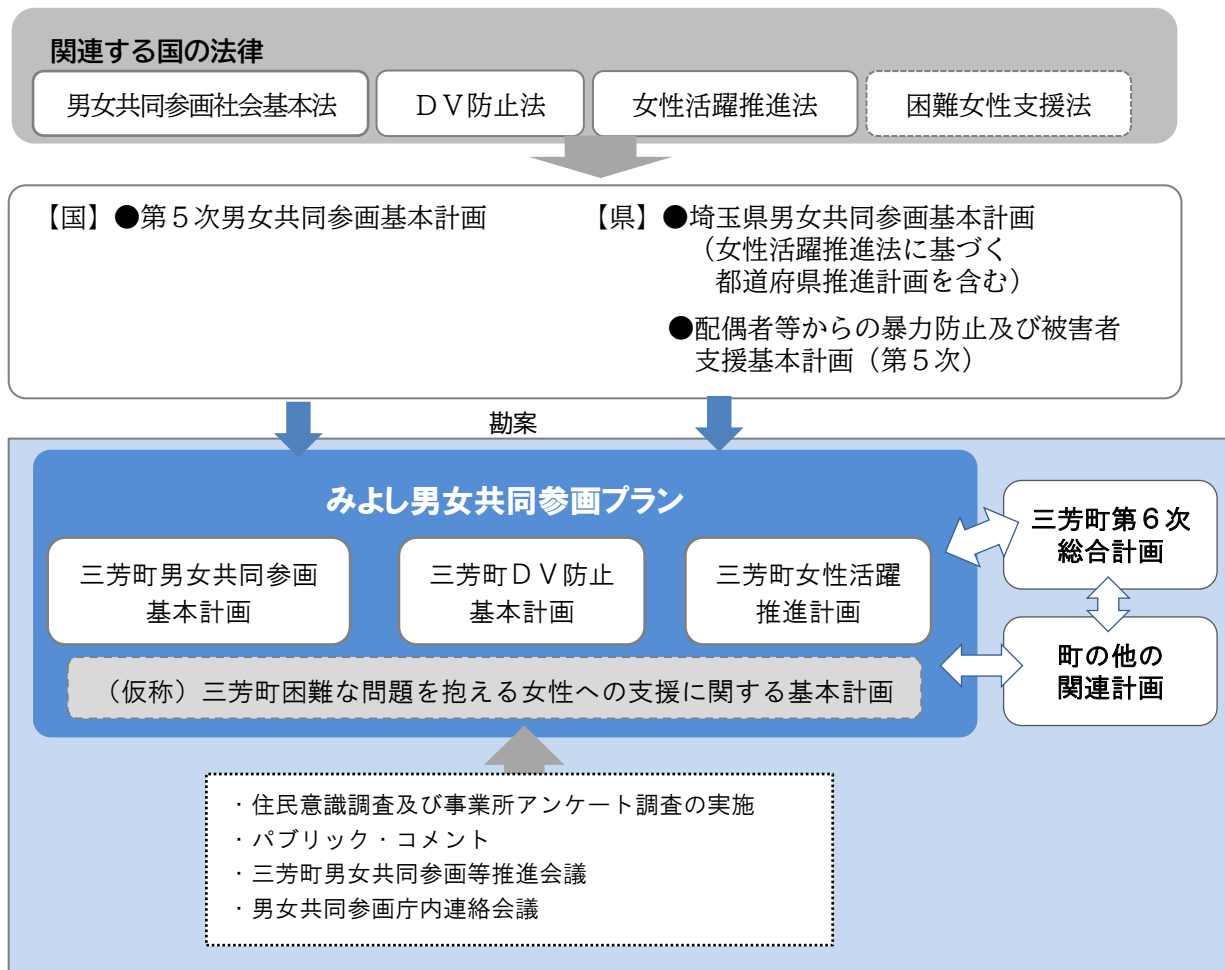 関連する国の法律
男女共同参画社会基本法
ＤＶ防止法
女性活躍推進法
困難女性支援法
【国】●第５次男女共同参画基本計画
【県】●埼玉県男女共同参画基本計画
（女性活躍推進法に基づく
都道府県推進計画を含む）
●配偶者等からの暴力防止及び被害者
支援基本計画（第５次）
勘案
みよし男女共同参画プラン
三芳町男女共同参画
基本計画
三芳町ＤＶ防止
基本計画
三芳町女性活躍
推進計画
（仮称）三芳町困難な問題を抱える女性への支援に関する基本計画
三芳町第６次
総合計画
町の他の
関連計画
・住民意識調査及び事業所アンケート調査の実施
・パブリック・コメント
・三芳町男女共同参画等推進会議
・男女共同参画庁内連絡会議